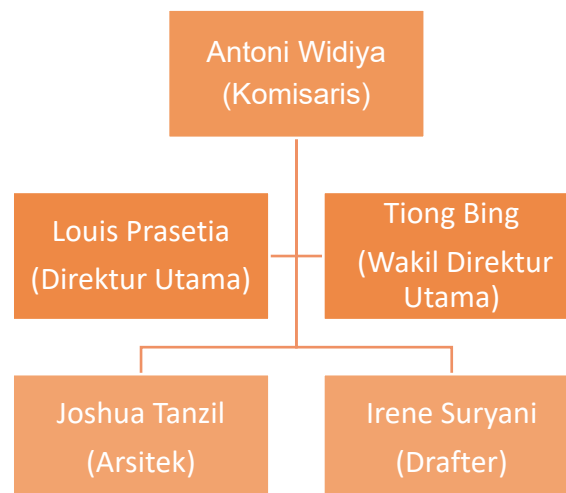 Antoni Widiya
(Komisaris)
Louis Prasetia
(Direktur Utama)
Tiong Bing
(Wakil Direktur
Utama)
Joshua Tanzil
(Arsitek)
Irene Suryani
(Drafter)